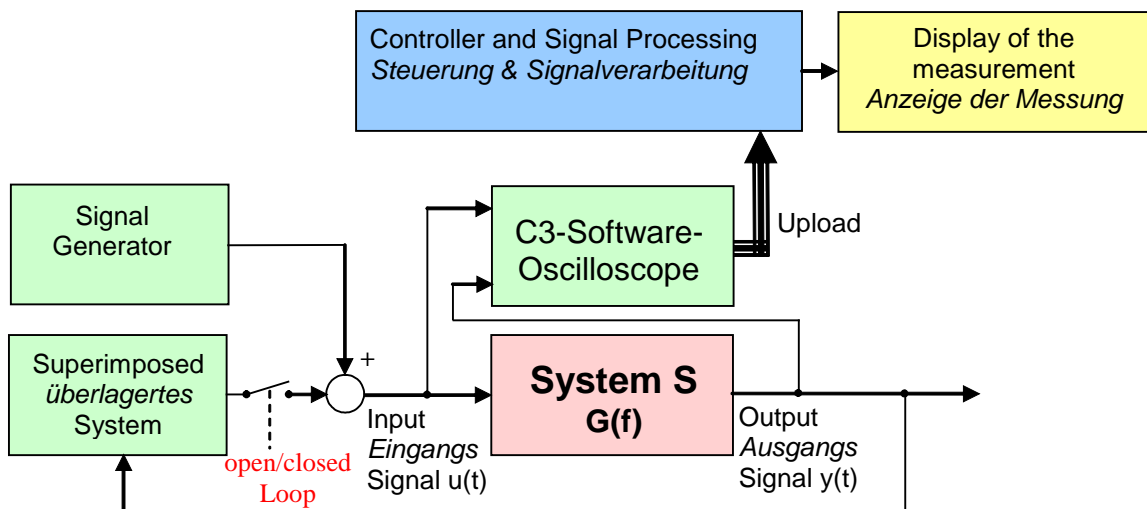 Controller and Signal Processing
Steuerung & Signalverarbeitung
Display of the
measurement
Anzeige der Messung
Signal
Generator
C3-Software-
Oscilloscope
Upload
Superimposed
überlagertes
System
+
System S
G(f)
Input
Eingangs
Signal u(t)
Output
Ausgangs
Signal y(t)
open/closed
Loop